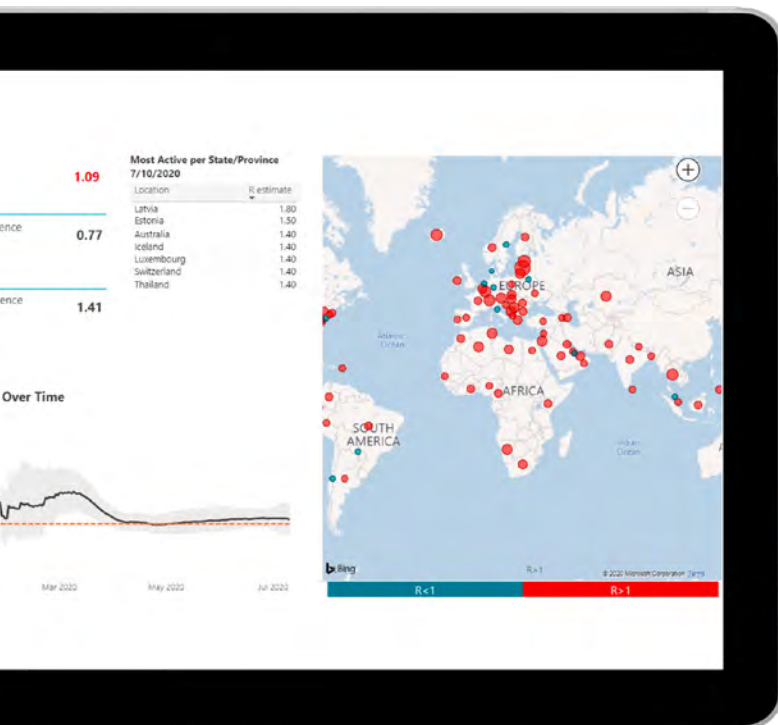 1.09
ence
0.77
ence
1.41
Over Time
Mar 2020
May 2020
Jul 2020
Most Active per State/Province
7/10/2020
Location R estimate
Latvia 1.80
Estonia 1.50
Australia 1.40
Iceland 1.40
Luxembourg 1.40
Switzerland 1.40
Thailand 1.40
EUROPE
ASIA
Atlantic
Ocean
AFRICA
SOUTH
AMERICA
Indian
Ocean
A
Bing
R>1
© 2020 Microsoft Corporation Terms
R<1
R>1